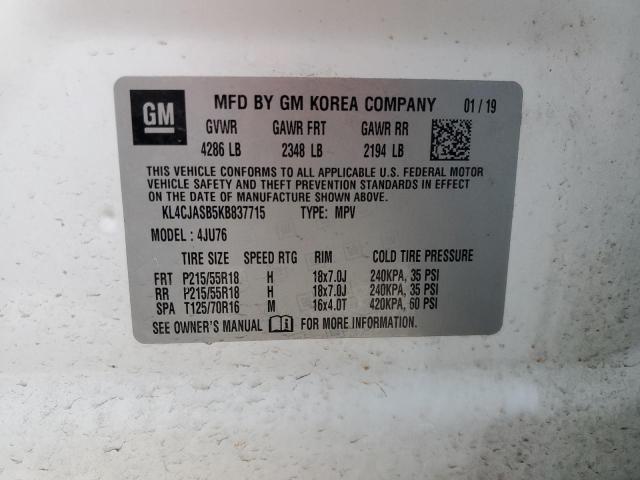 GM MFD BY GM KOREA COMPANY 01 / 19
GVWR GAWR FRT GAWR RR
4286 LB 2348 LB 2194 LB
THIS VEHICLE CONFORMS TO ALL APPLICABLE U.S. FEDERAL MOTOR
VEHICLE SAFETY AND THEFT PREVENTION STANDARDS IN EFFECT
ON THE DATE OF MANUFACTURE SHOWN ABOVE.
KL4CJASB5KB837715 TYPE: MPV
MODEL : 4JU76
TIRE SIZE SPEED RTG RIM COLD TIRE PRESSURE
FRT P215/55R18 H 18x7.0J 240KPA, 35 PSI
RR P215/55R18 H 18x7.0J 240KPA, 35 PSI
SPA T125/70R16 M 16x4.0T 420KPA, 60 PSI
SEE OWNER'S MANUAL FOR MORE INFORMATION.